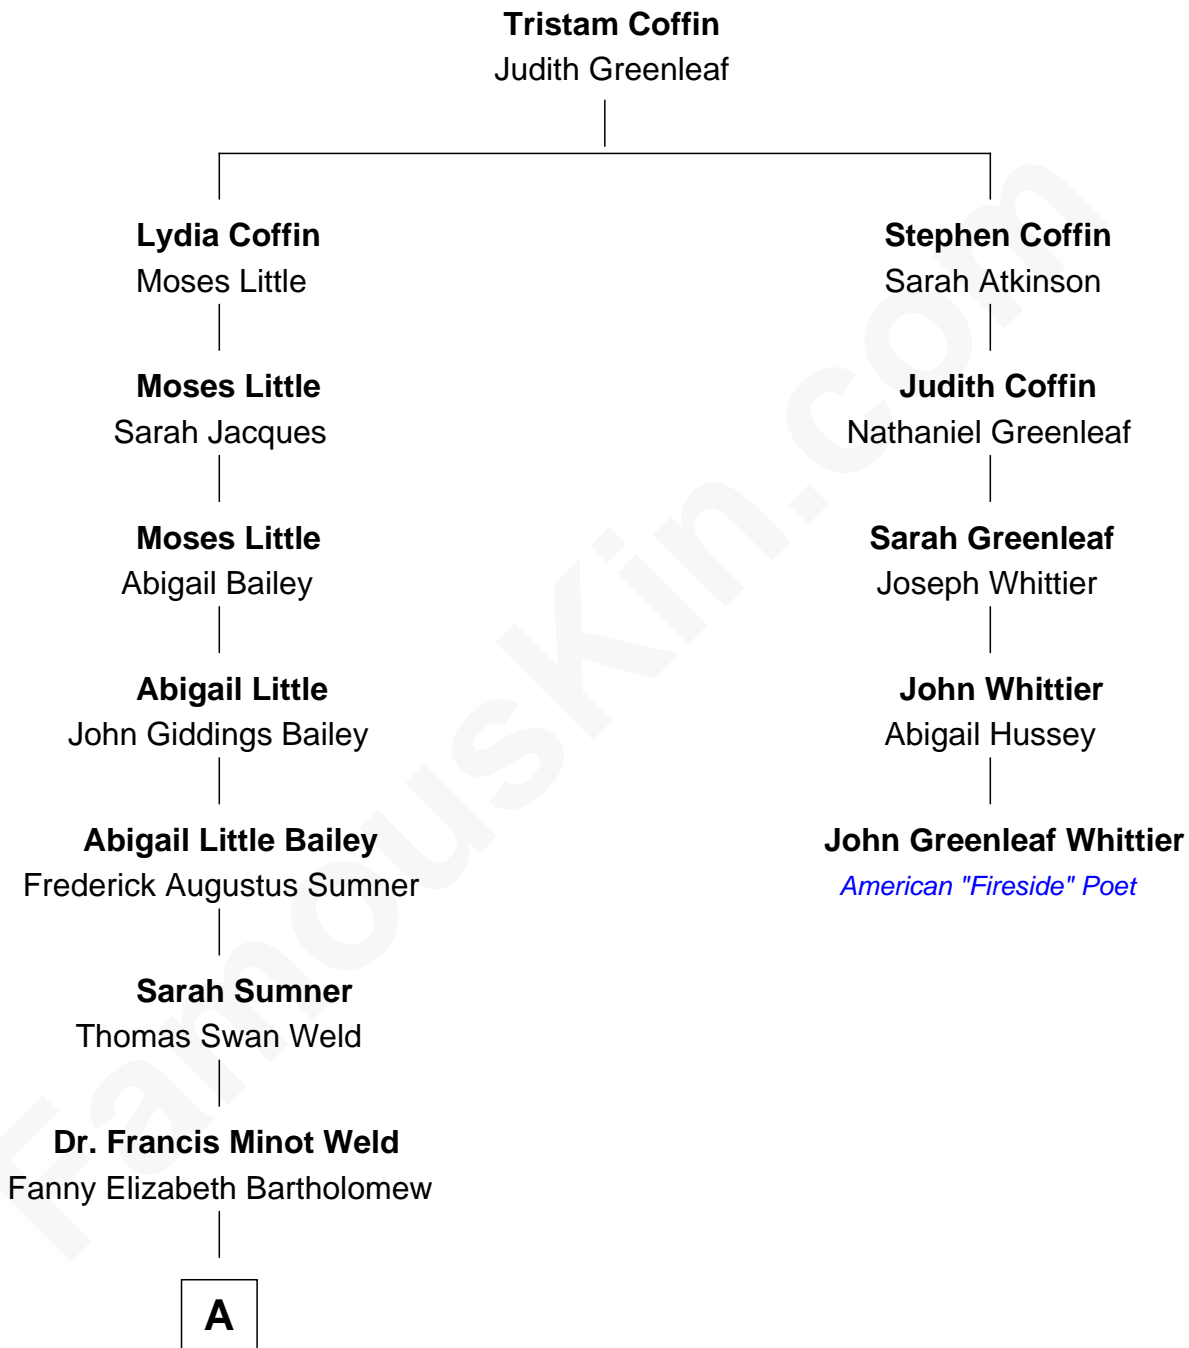 Tristam Coffin
Judith Greenleaf
Lydia Coffin
Moses Little
Stephen Coffin
Sarah Atkinson
Moses Little
Sarah Jacques
Judith Coffin
Nathaniel Greenleaf
Moses Little
Abigail Bailey
Sarah Greenleaf
Joseph Whittier
Abigail Little
John Giddings Bailey
John Whittier
Abigail Hussey
Abigail Little Bailey
Frederick Augustus Sumner
John Greenleaf Whittier
American "Fireside" Poet
Sarah Sumner
Thomas Swan Weld
Dr. Francis Minot Weld
Fanny Elizabeth Bartholomew
A
FamousKin.com